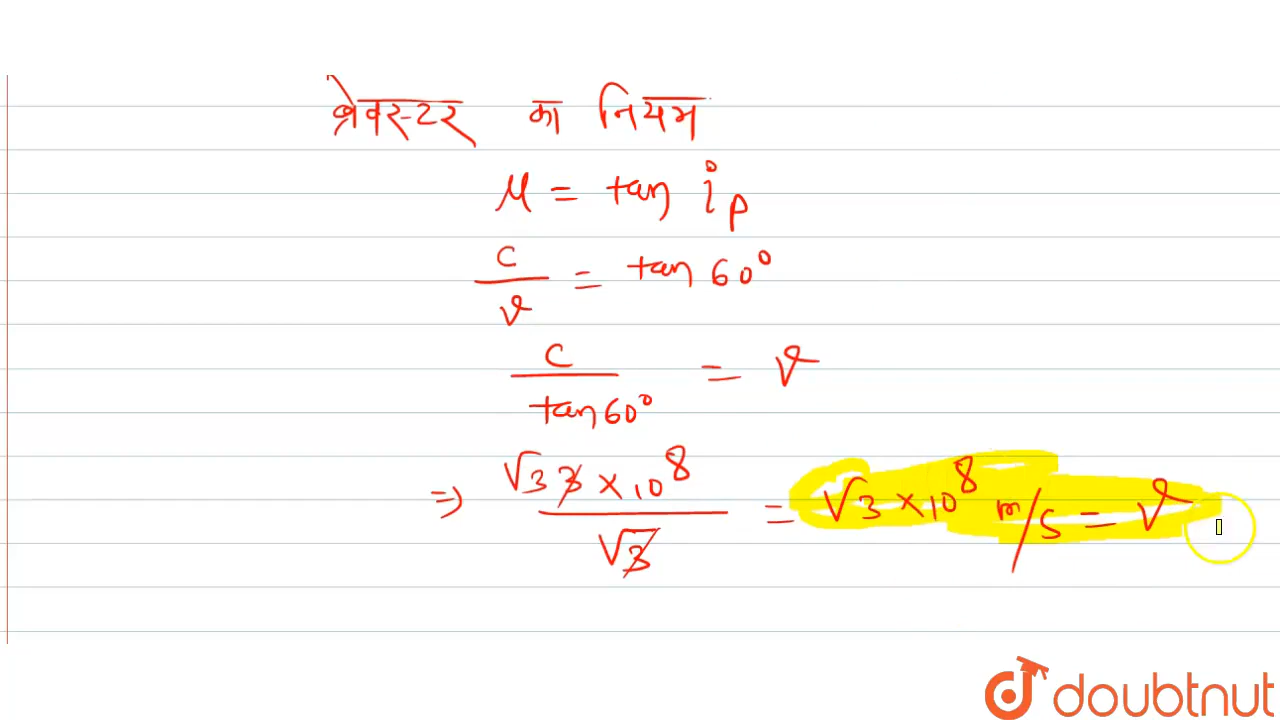 ब्रेवस्टर का नियम
μ = tan i_p
c/v = tan 60°
c/tan 60° = v
⇒ √3 3 × 10^8/√3 = √3 × 10^8 m/s = v
doubtnut